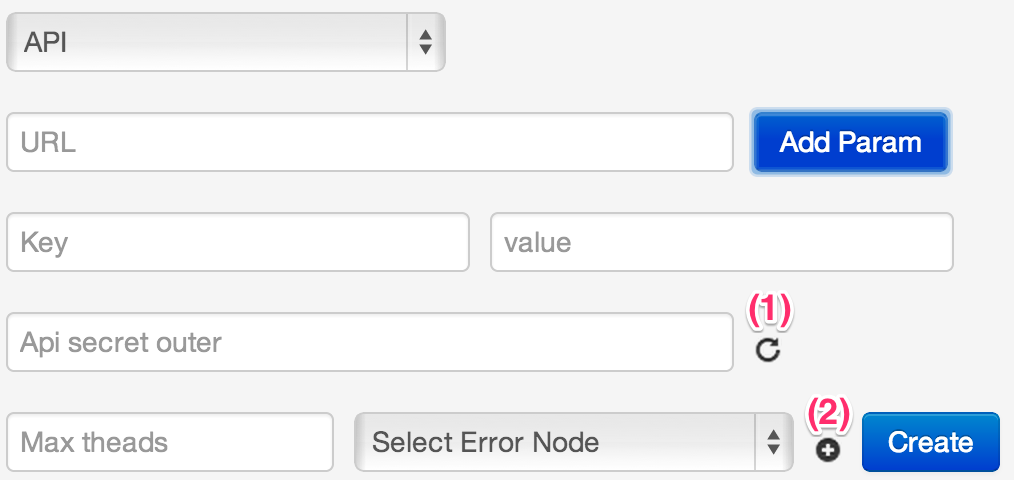 API
URL Add Param
Key value
(1)
Api secret outer
(2)
Max theads Select Error Node Create